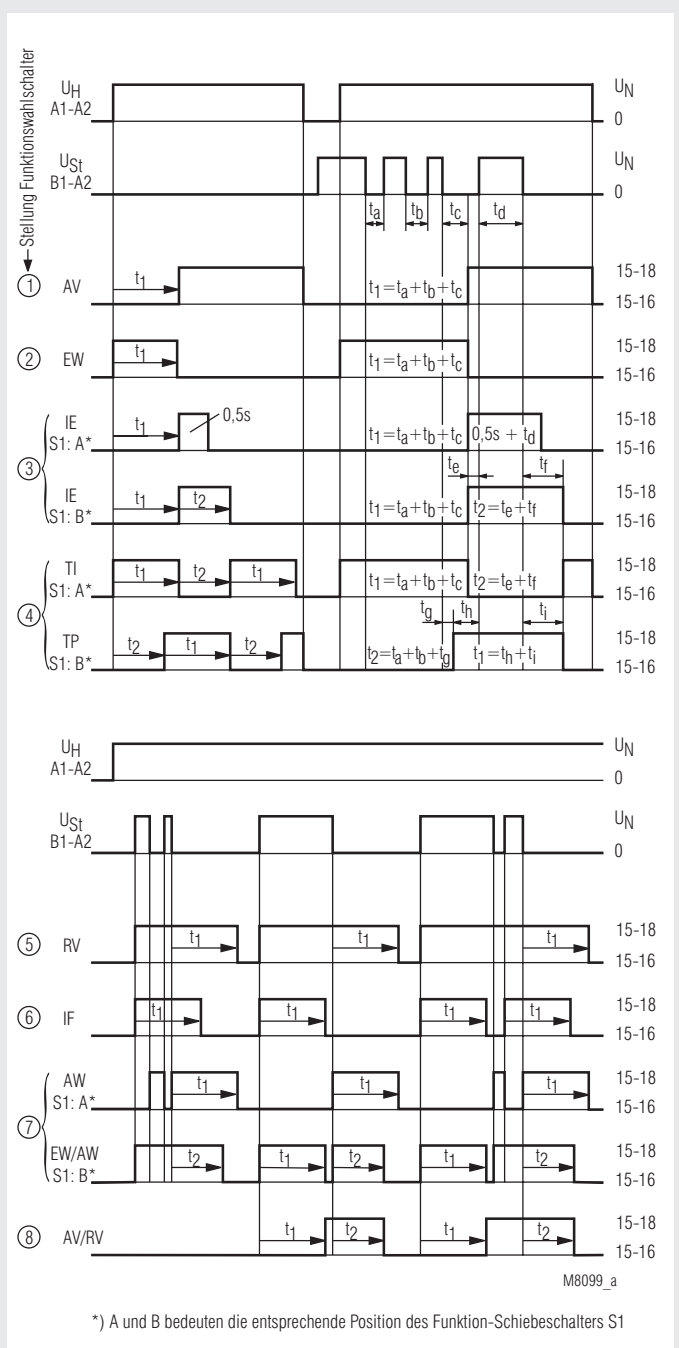 Stellung Funktionswahlschalter
UH UN
A1-A2 0
USt UN
B1-A2 0
ta tb tc td
1 AV t1 t1=ta+tb+tc 15-18
15-16
2 EW t1 t1=ta+tb+tc 15-18
15-16
3
IE t1 0,5s t1=ta+tb+tc 0,5s + td 15-18
S1: A* 15-16
te tf
IE t1 t2 t1=ta+tb+tc t2=te+tf 15-18
S1: B* 15-16
4
TI t1 t2 t1 t1=ta+tb+tc t2=te+tf 15-18
S1: A* 15-16
tg th ti
TP t2 t1 t2 t2=ta+tb+tg t1=th+ti 15-18
S1: B* 15-16
UH UN
A1-A2 0
USt UN
B1-A2 0
5 RV t1 t1 t1 15-18
15-16
6 IF t1 t1 t1 t1 15-18
15-16
7
AW t1 t1 t1 15-18
S1: A* 15-16
EW/AW t2 t1 t2 t1 t2 15-18
S1: B* 15-16
8 AV/RV t1 t2 t1 t2 15-18
15-16
M8099_a
*) A und B bedeuten die entsprechende Position des Funktion-Schiebeschalters S1